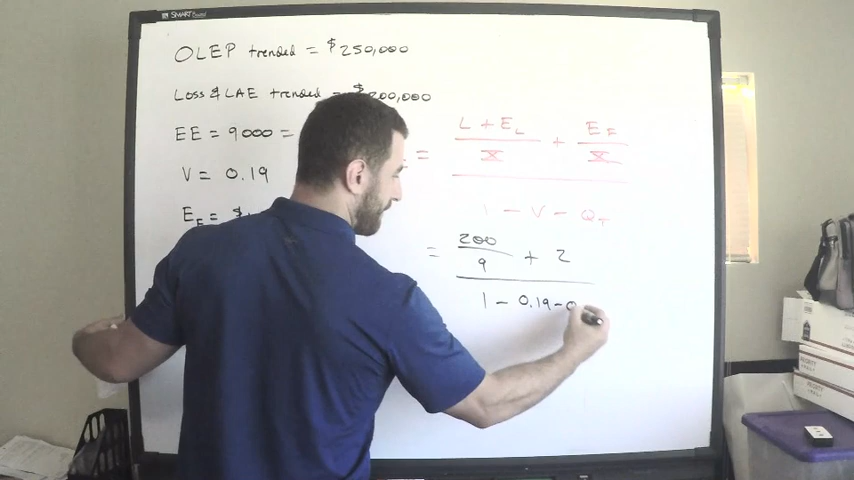 SMART
OLEP trended = $250,000
Loss & LAE trended = $200,000
EE = 9000 =
V = 0.19
E_F = $
= (L + E_L)/X + E_F/X
1 - V - Q_T
= 200/9 + 2
1 - 0.19 - 0